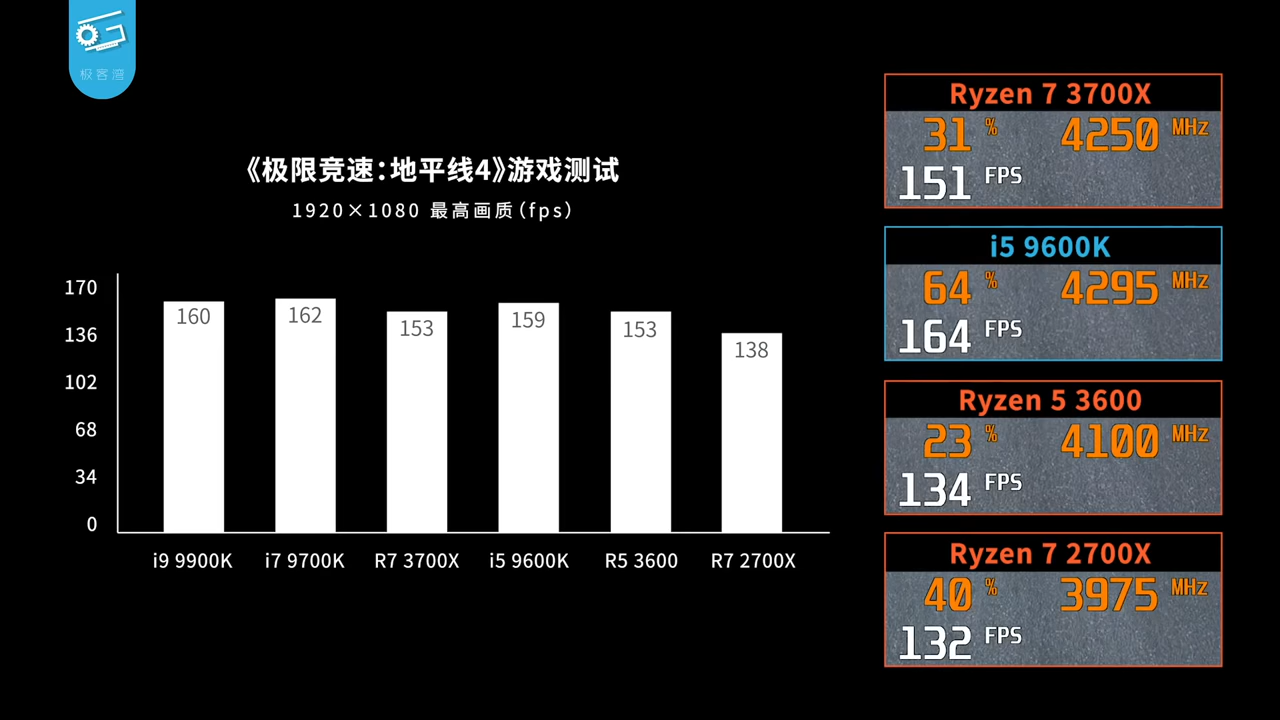 极客湾
《极限竞速：地平线4》游戏测试
1920×1080 最高画质(fps)
170
136
102
68
34
0
160
162
153
159
153
138
i9 9900K
i7 9700K
R7 3700X
i5 9600K
R5 3600
R7 2700X
Ryzen 7 3700X
31 % 4250 MHz
151 FPS
i5 9600K
64 % 4295 MHz
164 FPS
Ryzen 5 3600
23 % 4100 MHz
134 FPS
Ryzen 7 2700X
40 % 3975 MHz
132 FPS